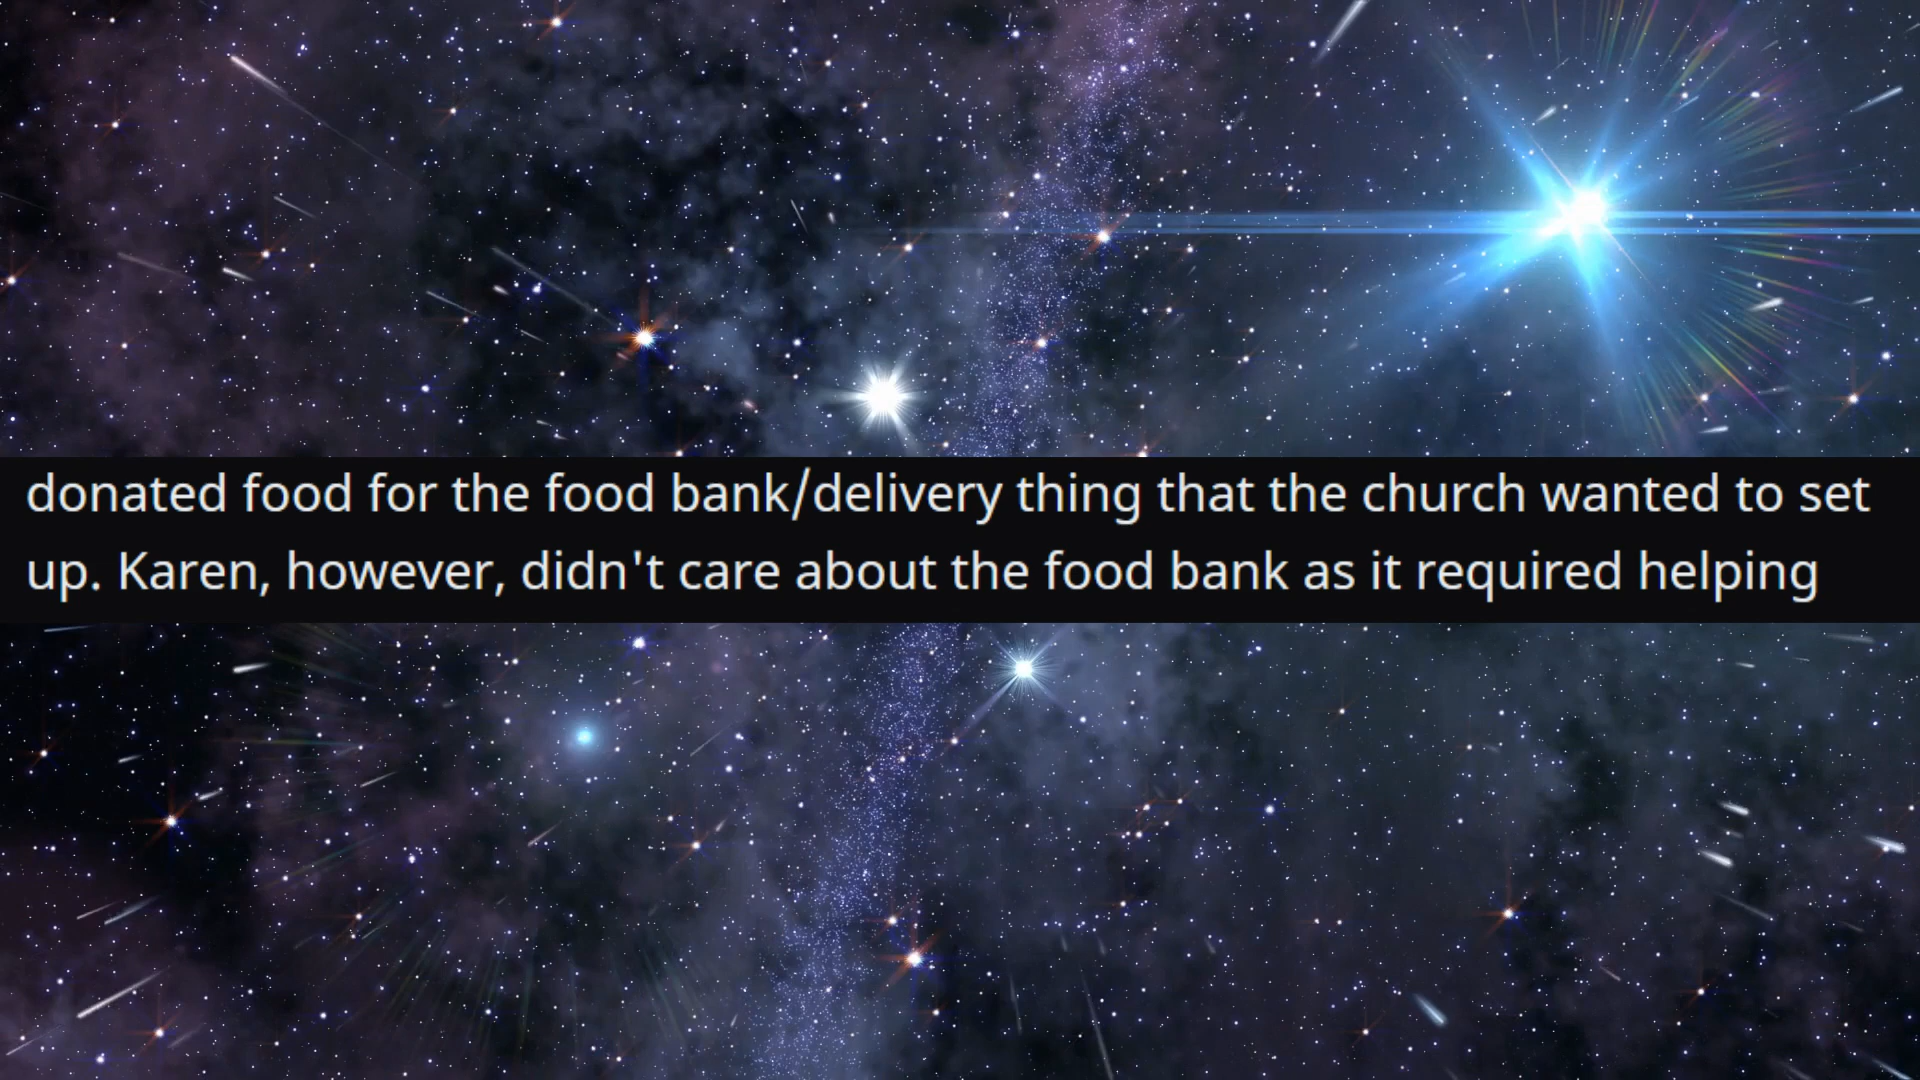 donated food for the food bank/delivery thing that the church wanted to set
up. Karen, however, didn't care about the food bank as it required helping